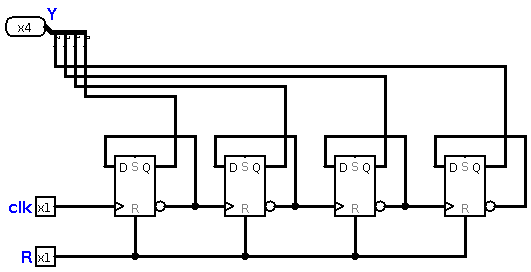 Y
x4
D S Q D S Q D S Q D S Q
clk x1 R R R R
R x1